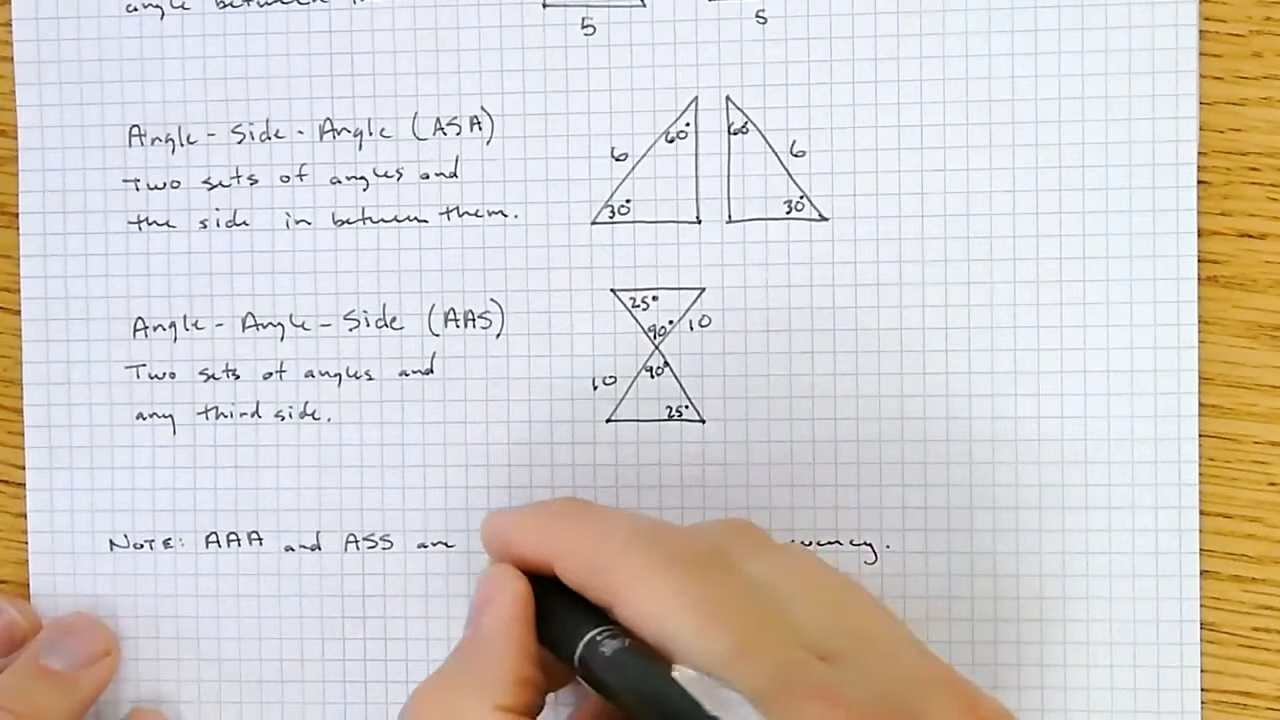 angle between
5
5
Angle-Side-Angle (ASA)
Two sets of angles and
the side in between them.
60°
6
30°
60°
6
30°
Angle-Angle-Side (AAS)
Two sets of angles and
any third side.
25°
90°
10
10
90°
25°
NOTE: AAA and ASS are